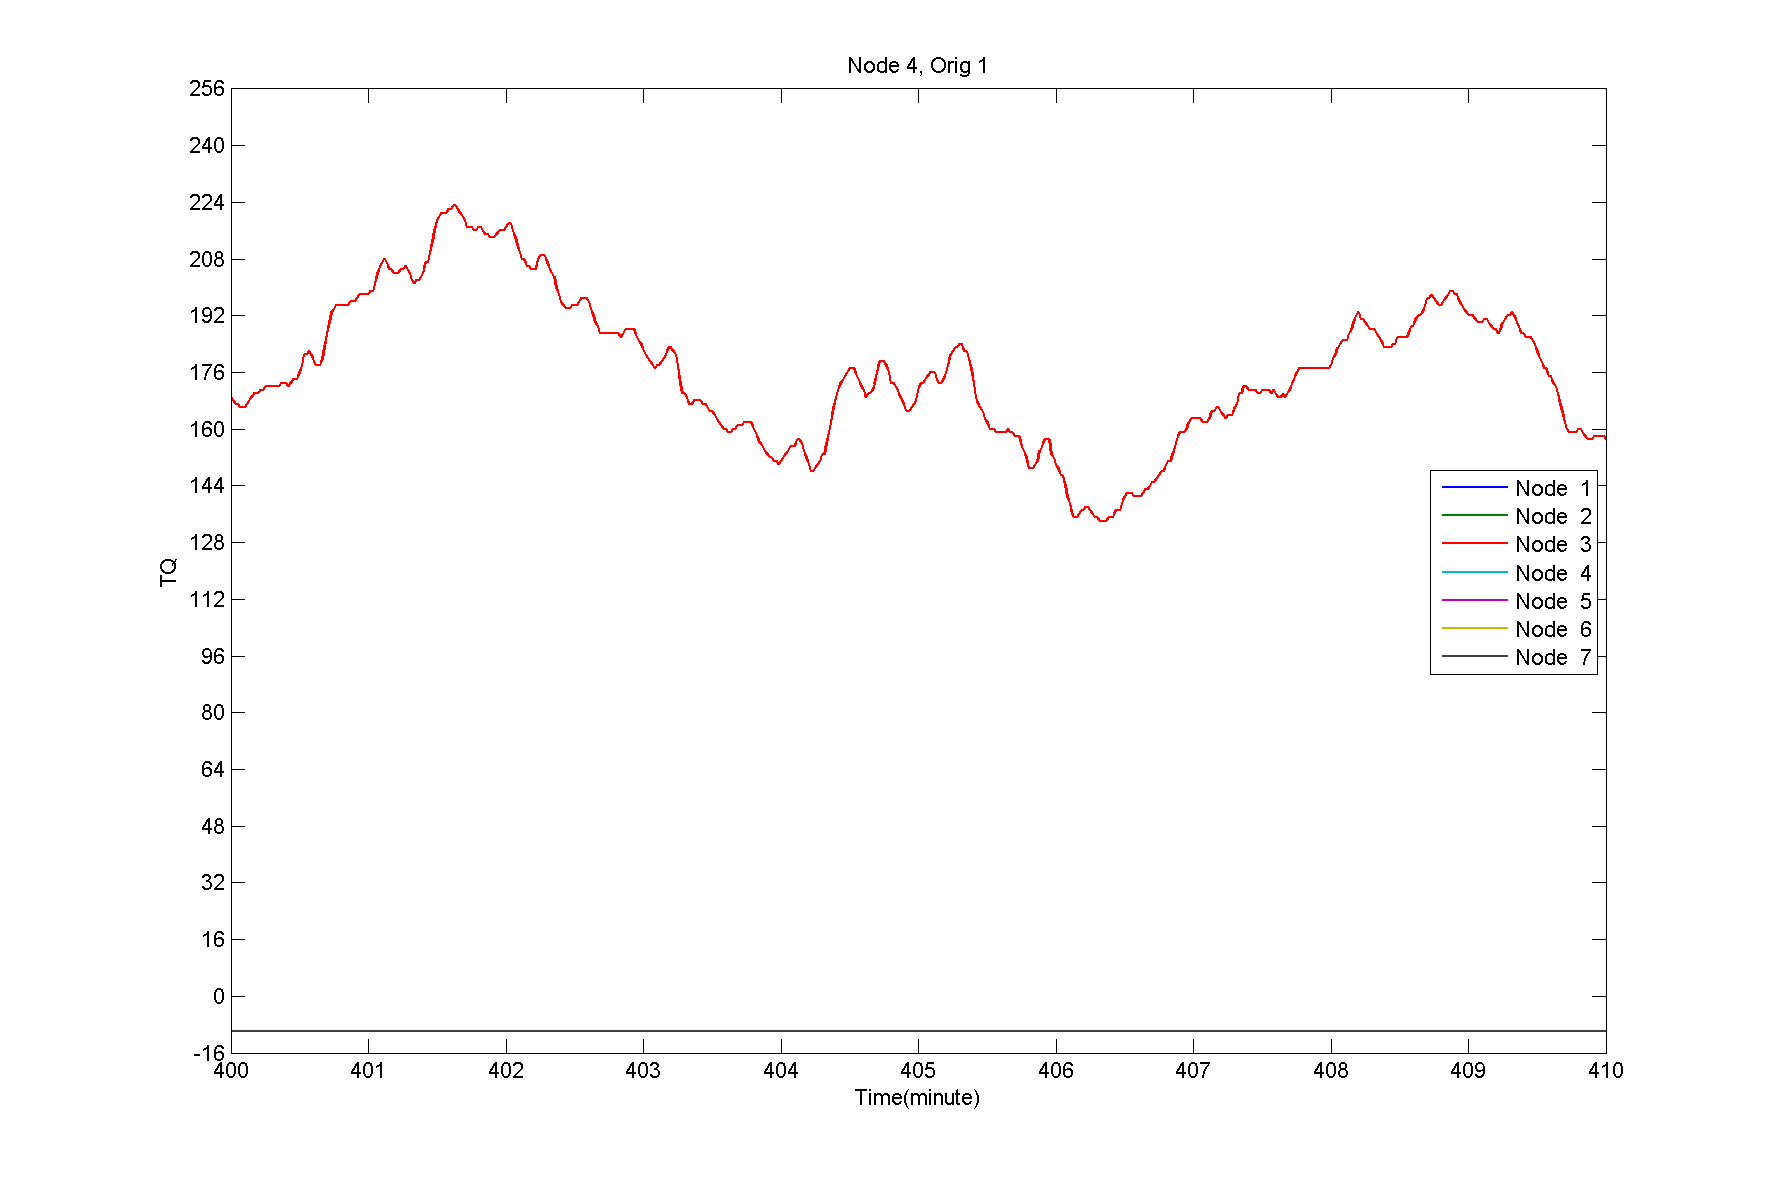 Node 4, Orig 1
256
240
224
208
192
176
160
144
128
112
96
80
64
48
32
16
0
-16
TQ
Node 1
Node 2
Node 3
Node 4
Node 5
Node 6
Node 7
400 401 402 403 404 405 406 407 408 409 410
Time(minute)